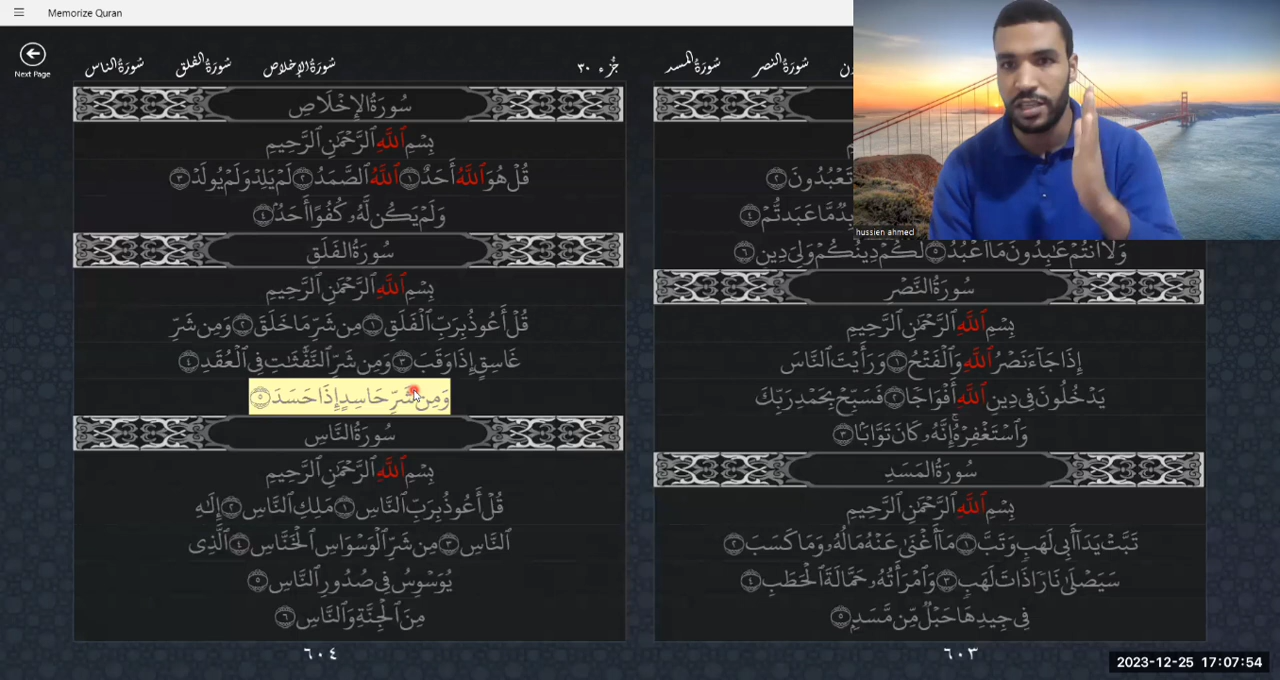 Memorize Quran
Next Page
سُورَةُ النَّاس سُورَةُ الفَلَق سُورَةُ الإِخْلَاص جُزْء ٣٠
سُورَةُ المَسَد سُورَةُ النَّصْر
سُورَةُ الإِخۡلَاصِ
بِسۡمِ ٱللَّهِ ٱلرَّحۡمَٰنِ ٱلرَّحِيمِ
قُلۡ هُوَ ٱللَّهُ أَحَدٌ ١ ٱللَّهُ ٱلصَّمَدُ ٢ لَمۡ يَلِدۡ وَلَمۡ يُولَدۡ ٣
وَلَمۡ يَكُن لَّهُۥ كُفُوًا أَحَدُۢ ٤
سُورَةُ الفَلَقِ
بِسۡمِ ٱللَّهِ ٱلرَّحۡمَٰنِ ٱلرَّحِيمِ
قُلۡ أَعُوذُ بِرَبِّ ٱلۡفَلَقِ ١ مِن شَرِّ مَا خَلَقَ ٢ وَمِن شَرِّ
غَاسِقٍ إِذَا وَقَبَ ٣ وَمِن شَرِّ ٱلنَّفَّٰثَٰتِ فِي ٱلۡعُقَدِ ٤
وَمِن شَرِّ حَاسِدٍ إِذَا حَسَدَ ٥
سُورَةُ النَّاسِ
بِسۡمِ ٱللَّهِ ٱلرَّحۡمَٰنِ ٱلرَّحِيمِ
قُلۡ أَعُوذُ بِرَبِّ ٱلنَّاسِ ١ مَلِكِ ٱلنَّاسِ ٢ إِلَٰهِ
ٱلنَّاسِ ٣ مِن شَرِّ ٱلۡوَسۡوَاسِ ٱلۡخَنَّاسِ ٤ ٱلَّذِي
يُوَسۡوِسُ فِي صُدُورِ ٱلنَّاسِ ٥
مِنَ ٱلۡجِنَّةِ وَٱلنَّاسِ ٦
٦٠٤
تَعۡبُدُونَ ٢
عَابِدٞ مَّا عَبَدتُّمۡ ٤
وَلَآ أَنتُمۡ عَٰبِدُونَ مَآ أَعۡبُدُ ٥ لَكُمۡ دِينُكُمۡ وَلِيَ دِينِ ٦
سُورَةُ النَّصۡرِ
بِسۡمِ ٱللَّهِ ٱلرَّحۡمَٰنِ ٱلرَّحِيمِ
إِذَا جَآءَ نَصۡرُ ٱللَّهِ وَٱلۡفَتۡحُ ١ وَرَأَيۡتَ ٱلنَّاسَ
يَدۡخُلُونَ فِي دِينِ ٱللَّهِ أَفۡوَاجٗا ٢ فَسَبِّحۡ بِحَمۡدِ رَبِّكَ
وَٱسۡتَغۡفِرۡهُۚ إِنَّهُۥ كَانَ تَوَّابَۢا ٣
سُورَةُ المَسَدِ
بِسۡمِ ٱللَّهِ ٱلرَّحۡمَٰنِ ٱلرَّحِيمِ
تَبَّتۡ يَدَآ أَبِي لَهَبٖ وَتَبَّ ١ مَآ أَغۡنَىٰ عَنۡهُ مَالُهُۥ وَمَا كَسَبَ ٢
سَيَصۡلَىٰ نَارٗا ذَاتَ لَهَبٖ ٣ وَٱمۡرَأَتُهُۥ حَمَّالَةَ ٱلۡحَطَبِ ٤
فِي جِيدِهَا حَبۡلٞ مِّن مَّسَدِۭ ٥
٦٠٣
hussien ahmed
2023-12-25 17:07:54